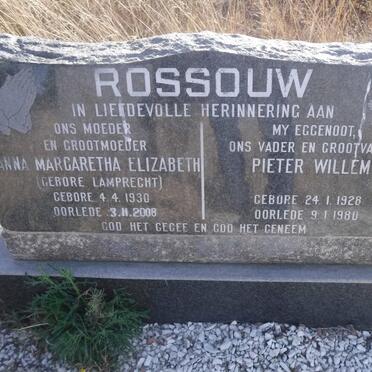 ROSSOUW
IN LIEFDEVOLLE HERINNERING AAN
ONS MOEDER
EN GROOTMOEDER
ANNA MARGARETHA ELIZABETH
(GEBORE LAMPRECHT)
GEBORE 4.4.1930
OORLEDE 3.11.2008
MY EGGENOOT,
ONS VADER EN GROOTVA
PIETER WILLEM
GEBORE 24.1.1928
OORLEDE 9.1.1980
GOD HET GEGEE EN GOD HET GENEEM